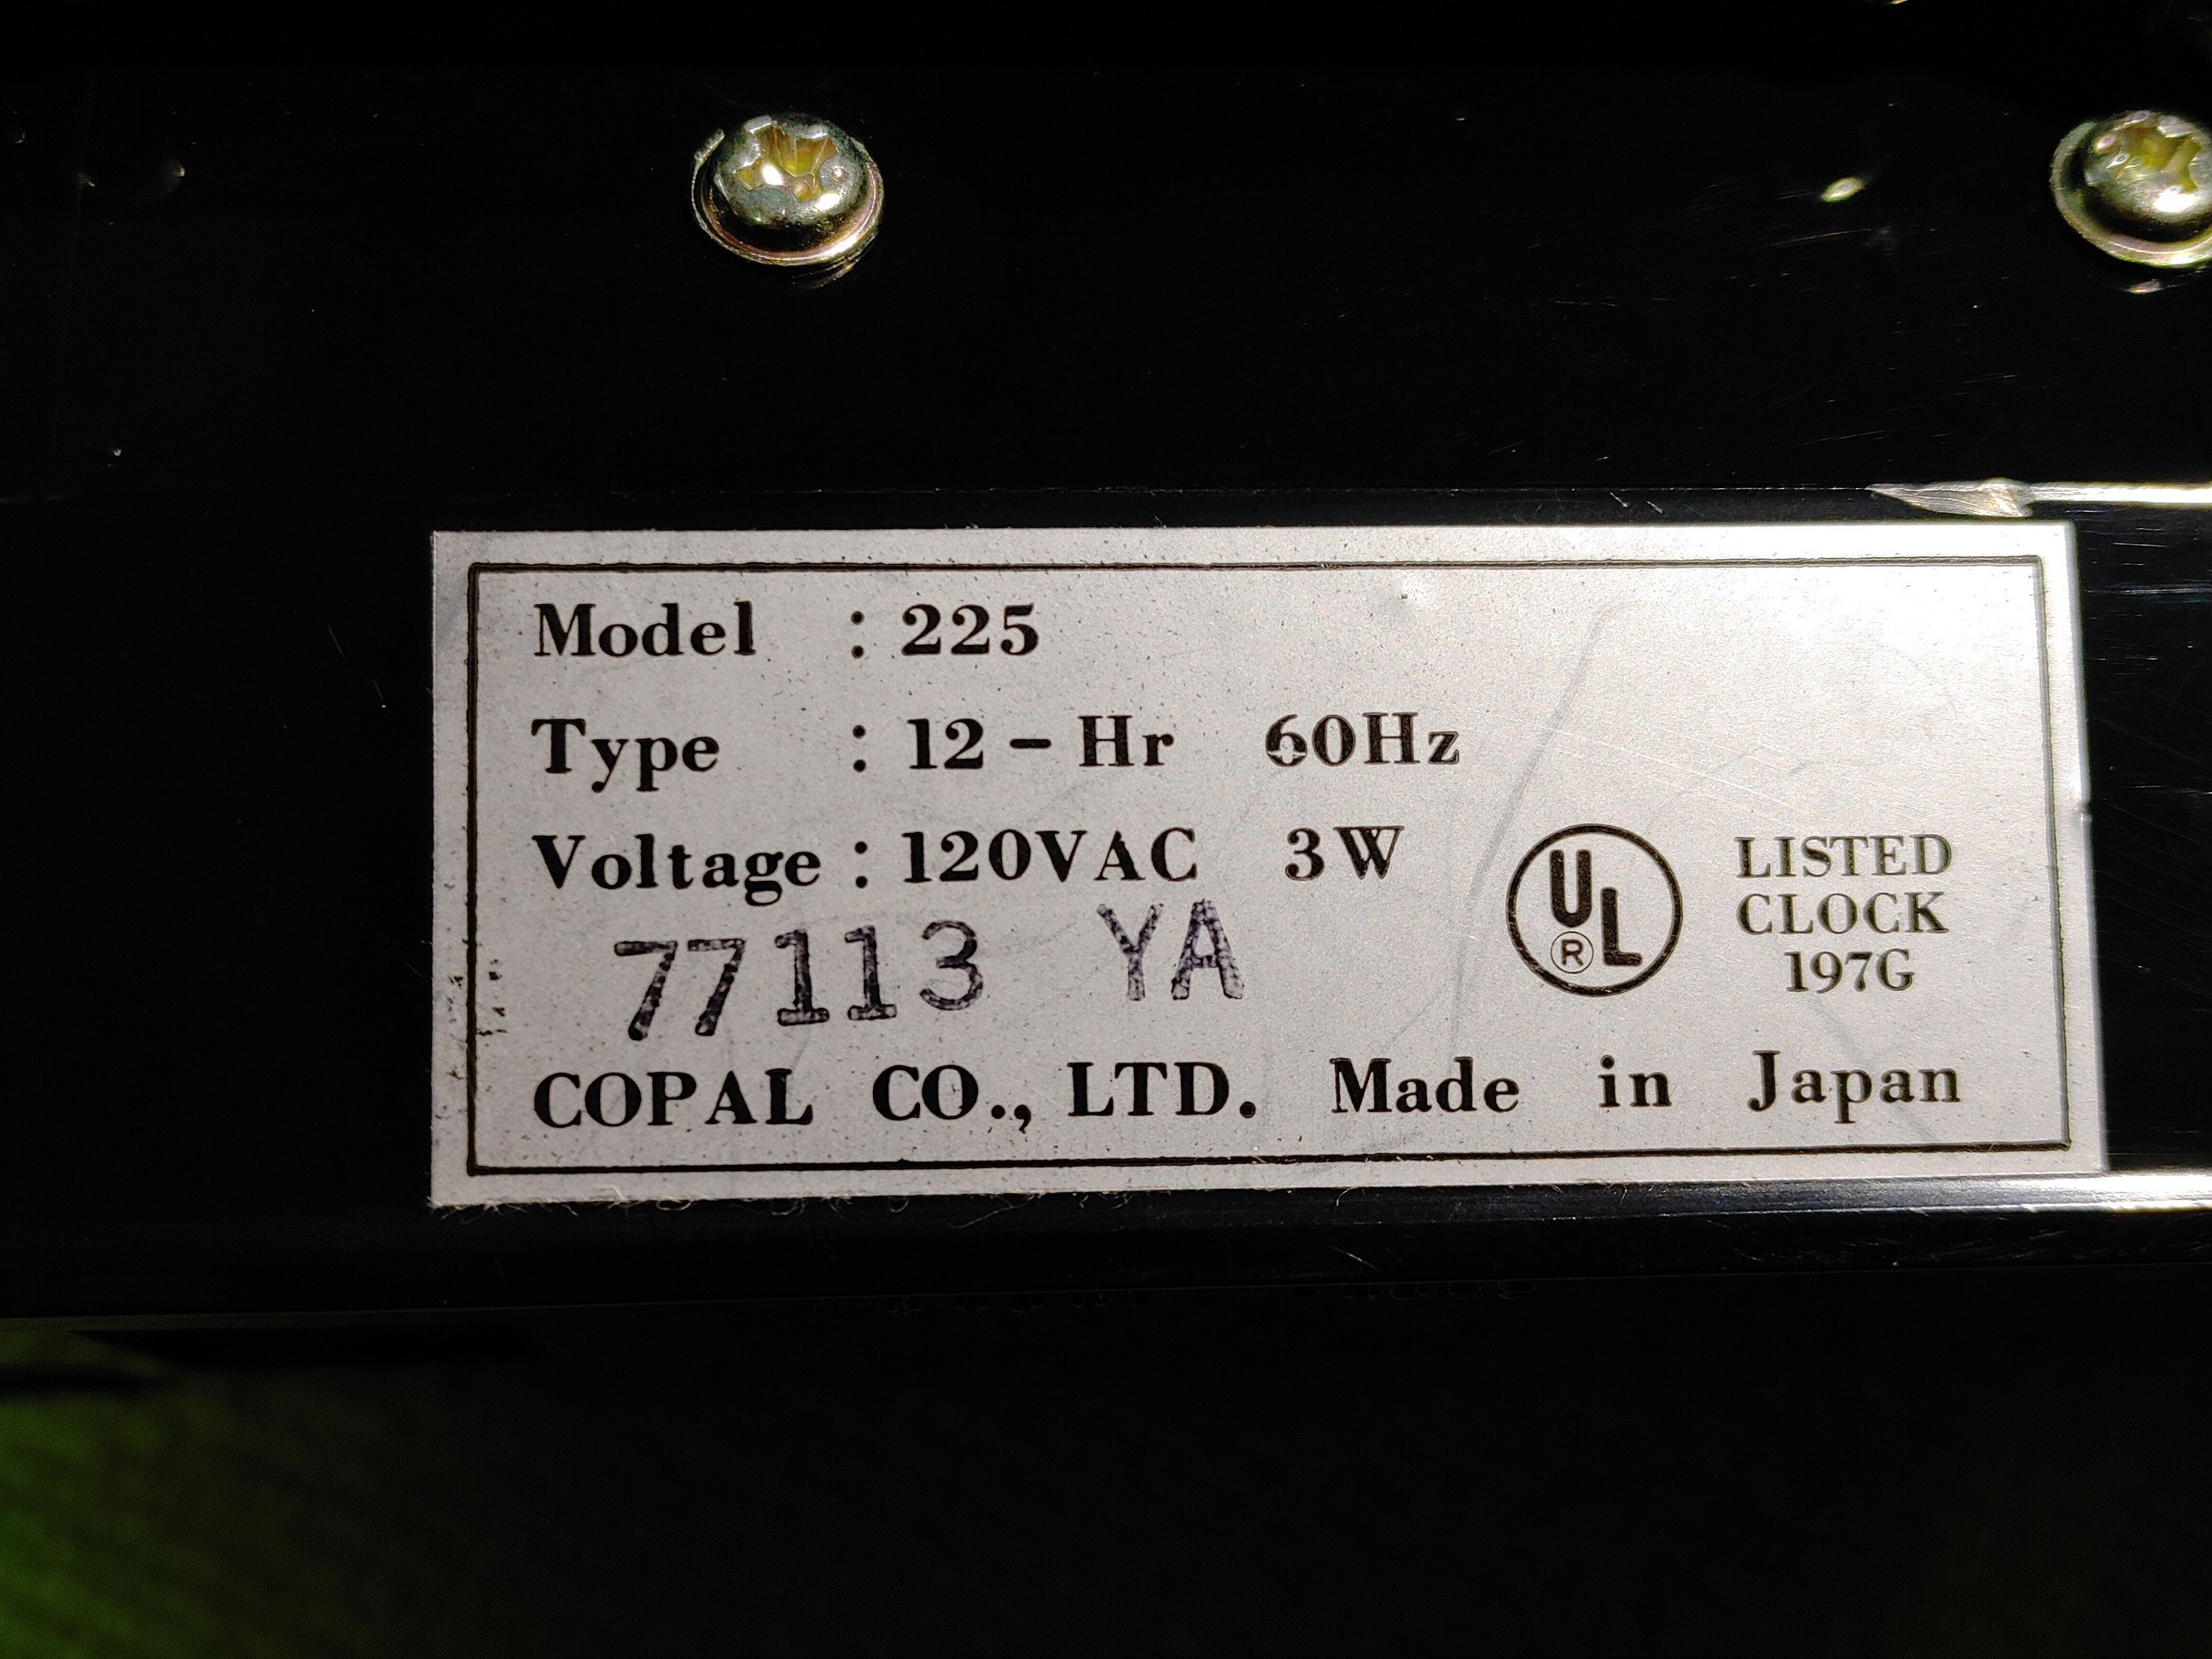 Model : 225
Type : 12 - Hr 60Hz
Voltage : 120VAC 3W
UL ® LISTED
CLOCK
197G
77113 YA
COPAL CO., LTD. Made in Japan